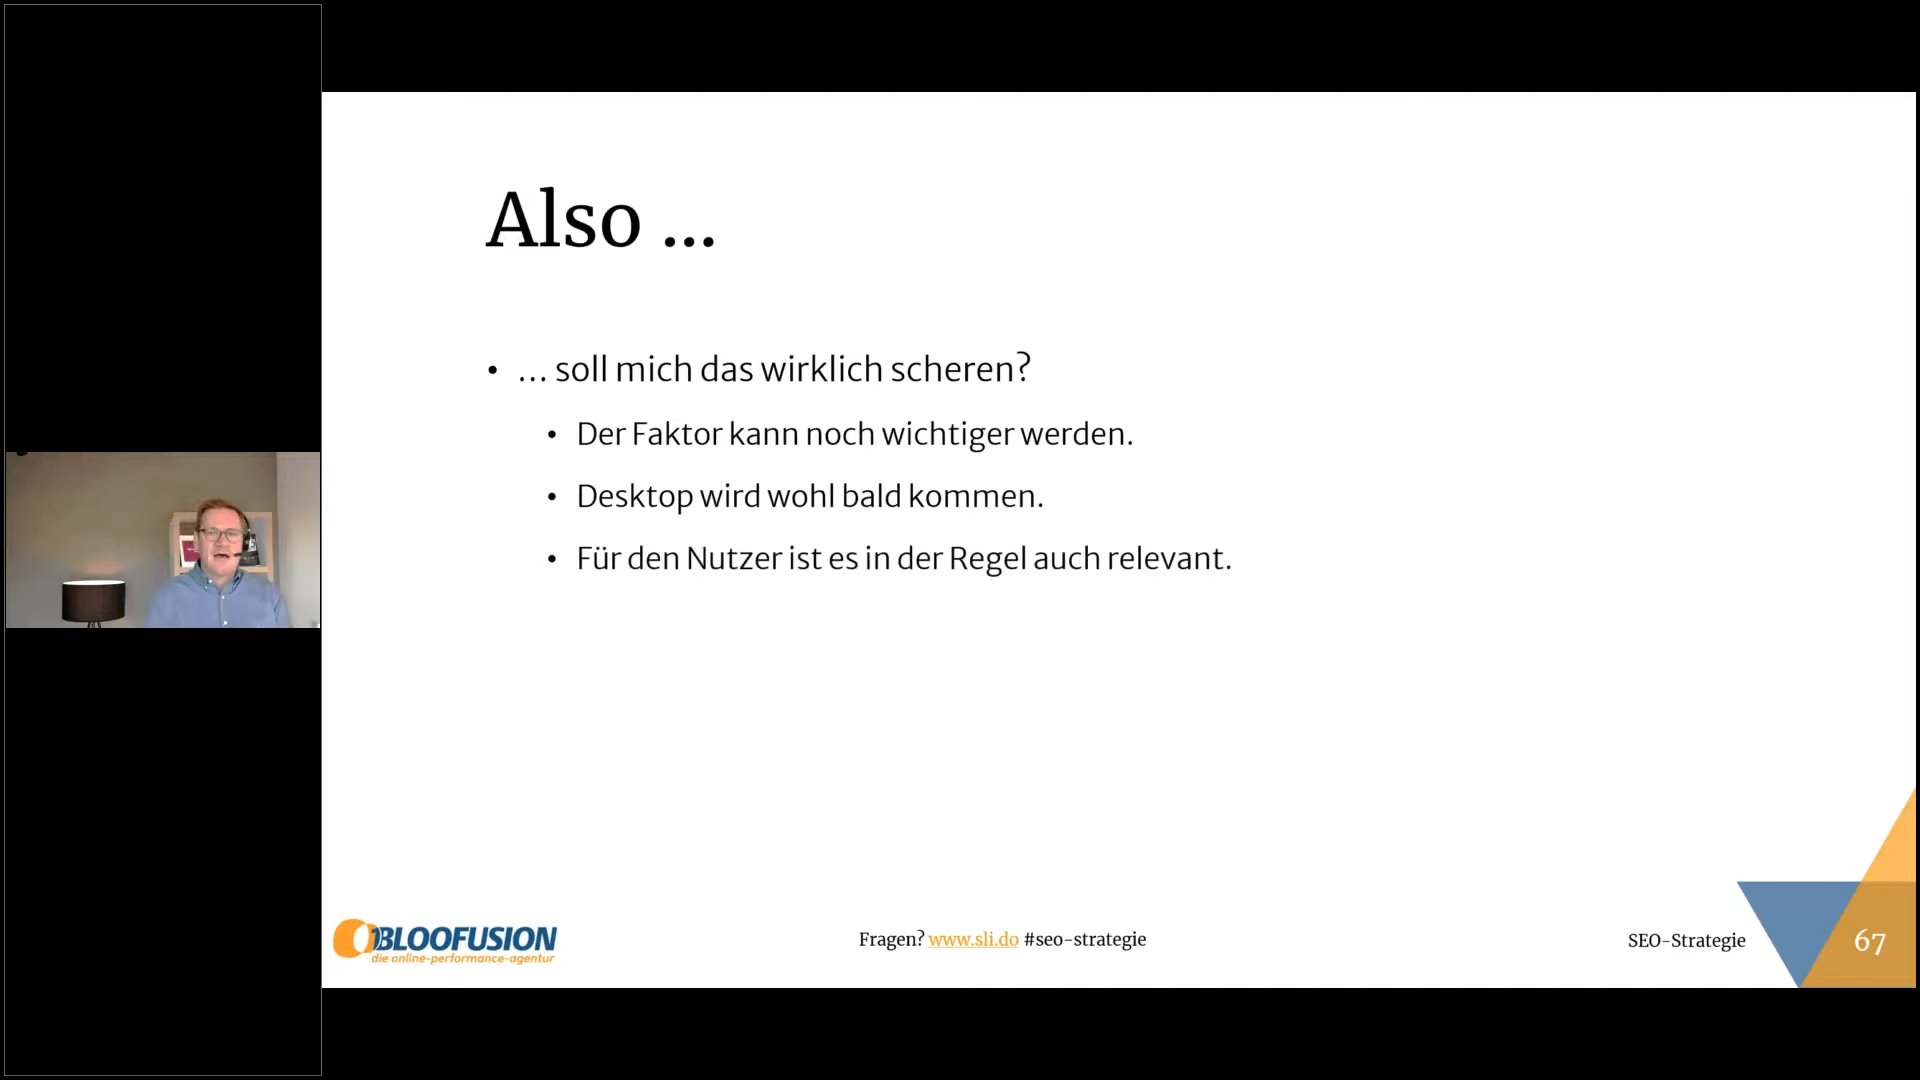 Also ...
• ... soll mich das wirklich scheren?
• Der Faktor kann noch wichtiger werden.
• Desktop wird wohl bald kommen.
• Für den Nutzer ist es in der Regel auch relevant.
BLOOFUSION
die online-performance-agentur
Fragen? www.sli.do #seo-strategie
SEO-Strategie
67